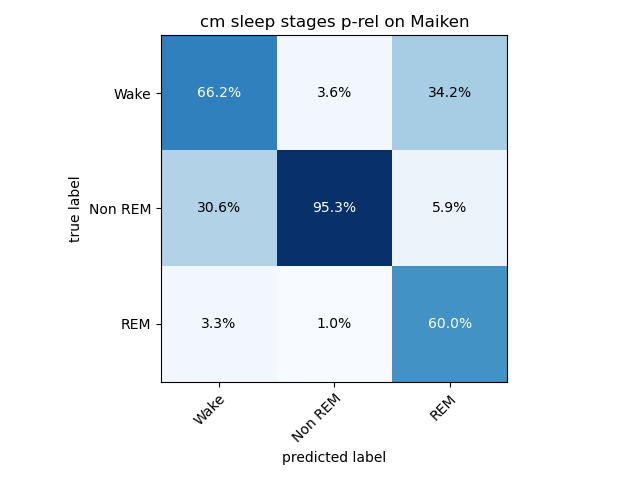 cm sleep stages p-rel on Maiken
Wake 66.2% 3.6% 34.2%
Non REM 30.6% 95.3% 5.9%
REM 3.3% 1.0% 60.0%
true label
Wake Non REM REM
predicted label